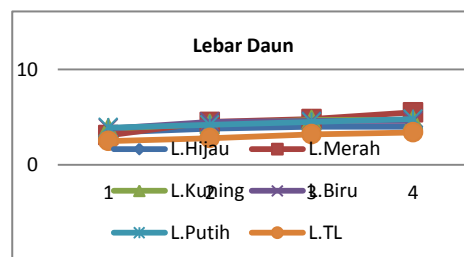 Lebar Daun
10
0
L.Hijau L.Merah
1 2 3 4
L.Kuning L.Biru
L.Putih L.TL